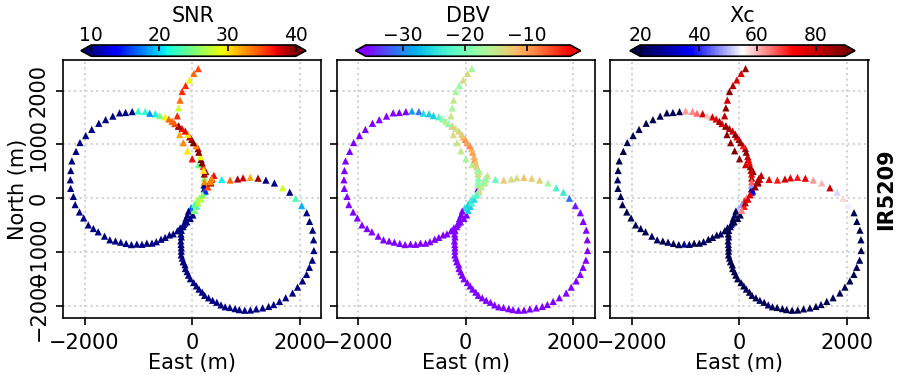 SNR DBV Xc
10 20 30 40 −30 −20 −10 20 40 60 80
North (m)
2000
1000
0
−1000
−2000
IR5209
−2000 0 2000 −2000 0 2000 −2000 0 2000
East (m) East (m) East (m)